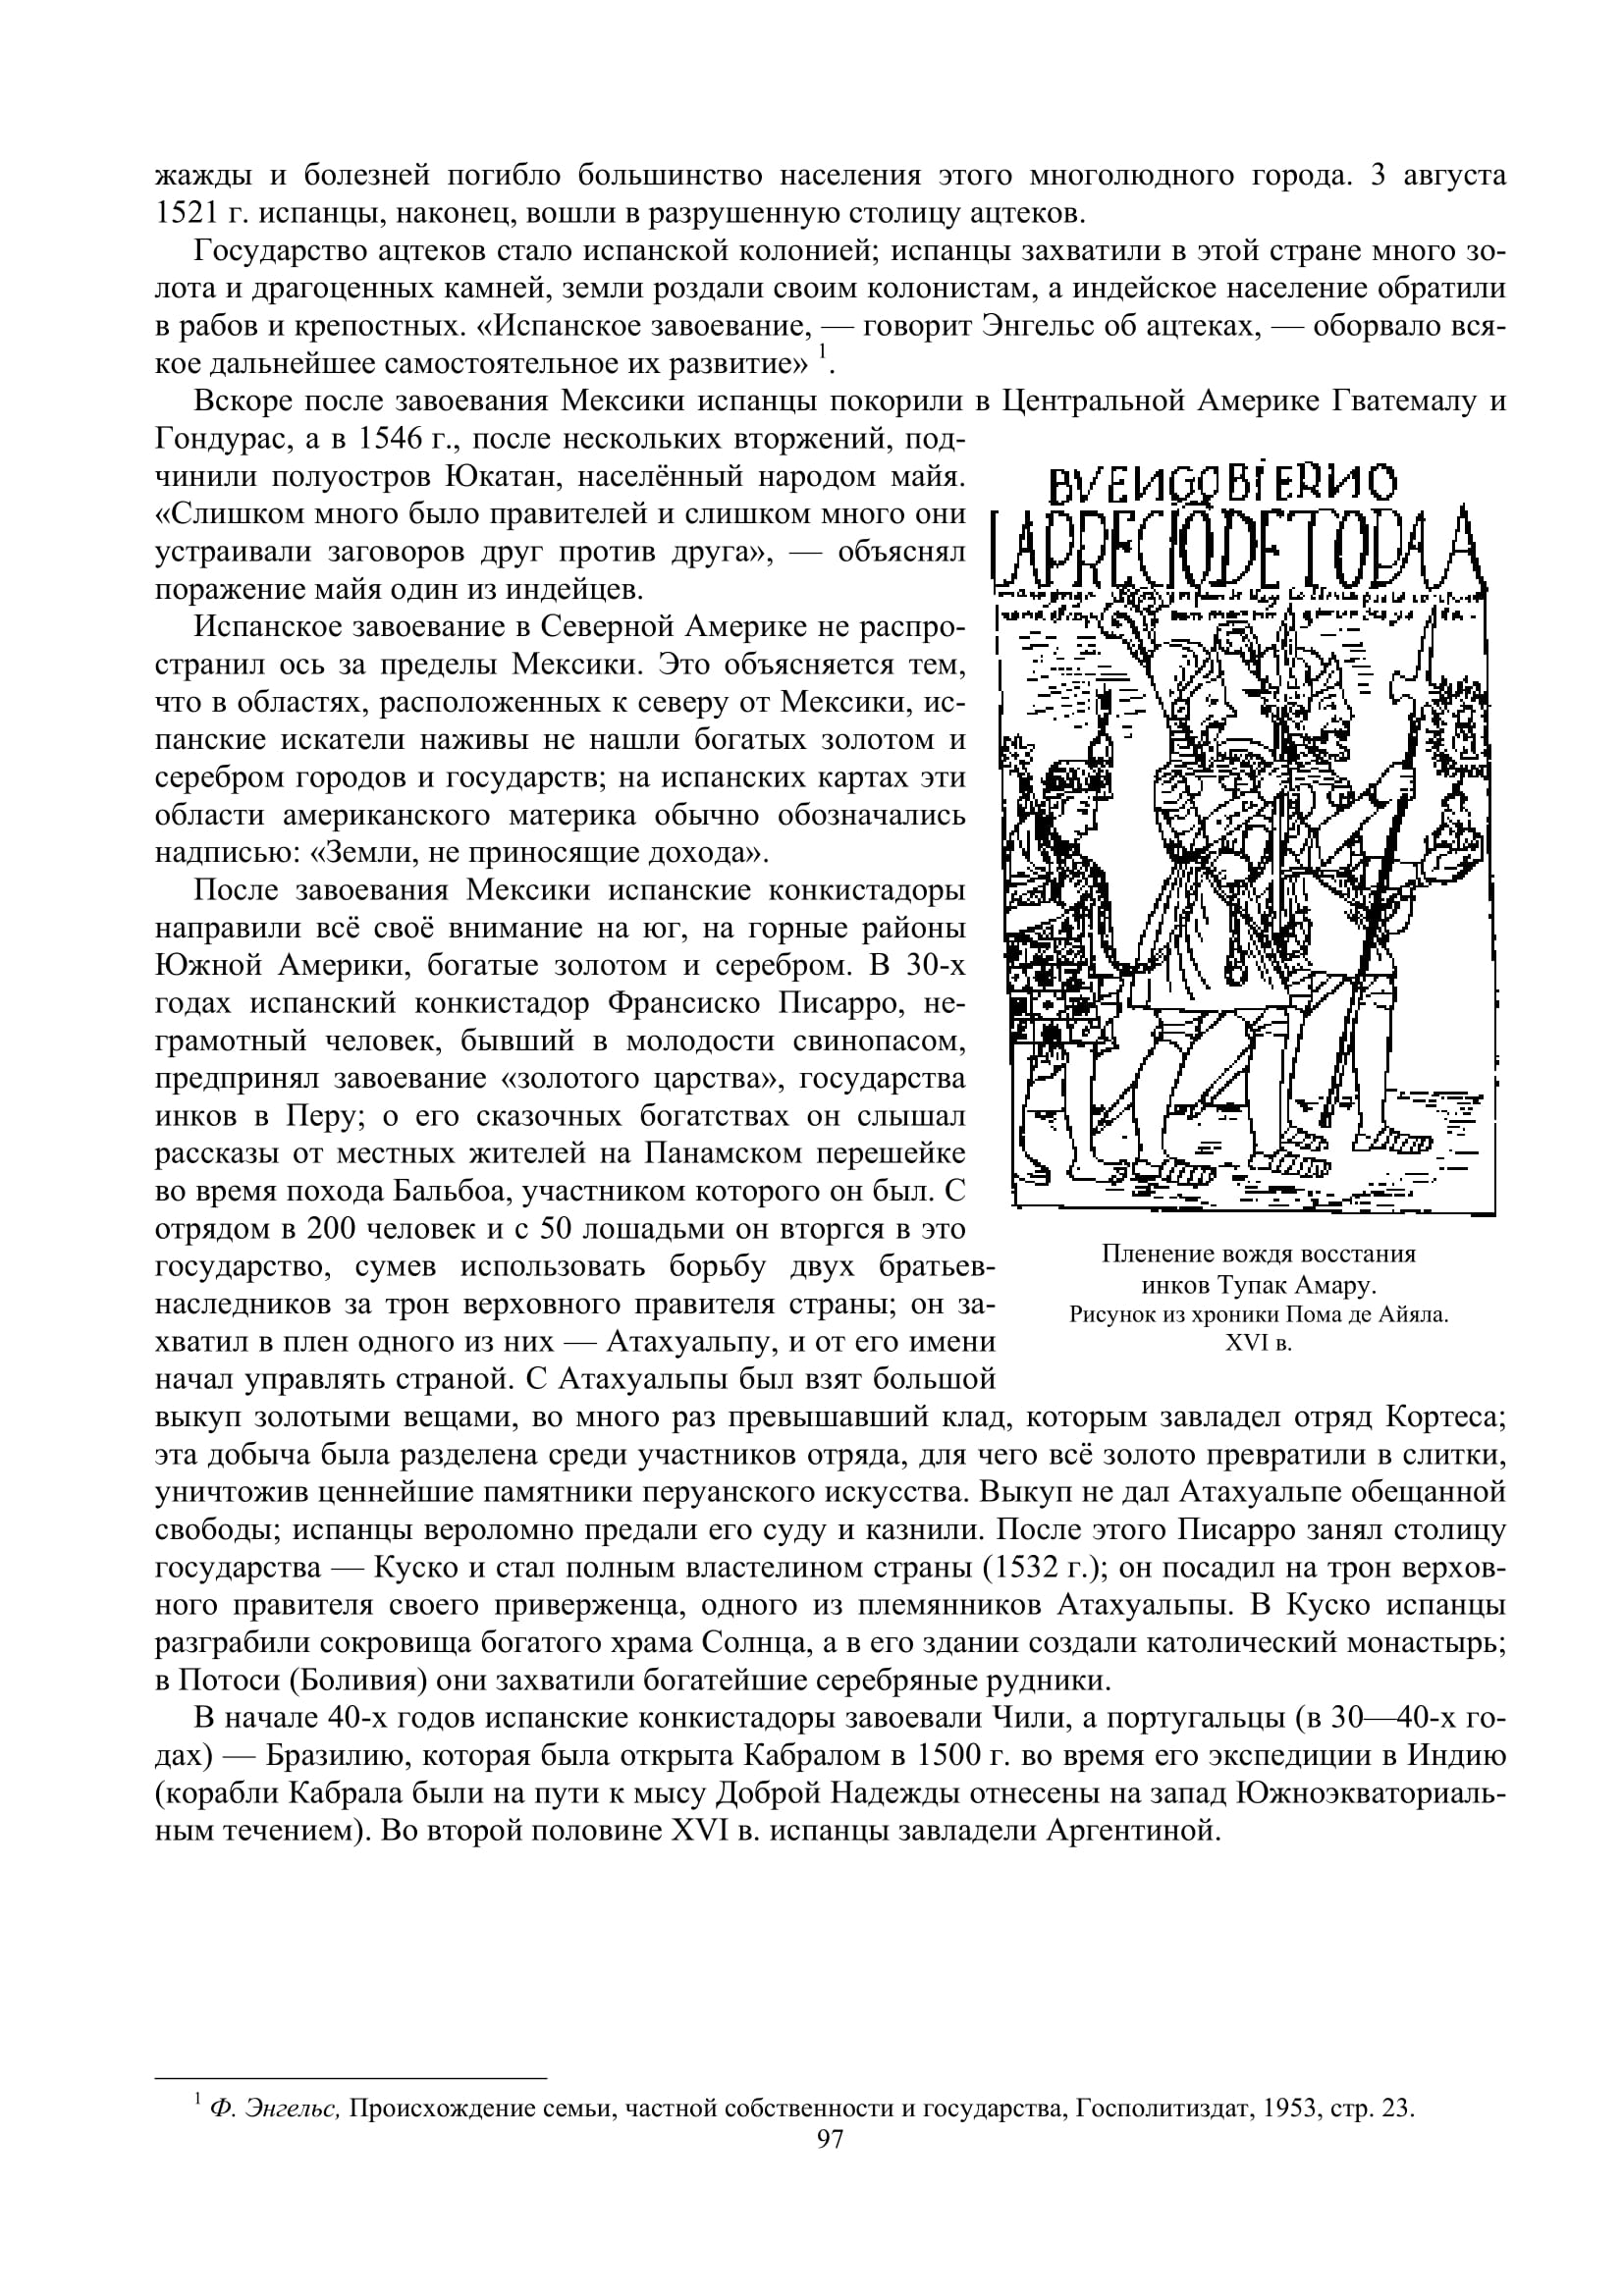 жажды и болезней погибло большинство населения этого многолюдного города. 3 августа
1521 г. испанцы, наконец, вошли в разрушенную столицу ацтеков.
Государство ацтеков стало испанской колонией; испанцы захватили в этой стране много зо-
лота и драгоценных камней, земли роздали своим колонистам, а индейское население обратили
в рабов и крепостных. «Испанское завоевание, — говорит Энгельс об ацтеках, — оборвало вся-
кое дальнейшее самостоятельное их развитие» 1.
Вскоре после завоевания Мексики испанцы покорили в Центральной Америке Гватемалу и
Гондурас, а в 1546 г., после нескольких вторжений, под-
чинили полуостров Юкатан, населённый народом майя.
«Слишком много было правителей и слишком много они
устраивали заговоров друг против друга», — объяснял
поражение майя один из индейцев.
Испанское завоевание в Северной Америке не распро-
странил ось за пределы Мексики. Это объясняется тем,
что в областях, расположенных к северу от Мексики, ис-
панские искатели наживы не нашли богатых золотом и
серебром городов и государств; на испанских картах эти
области американского материка обычно обозначались
надписью: «Земли, не приносящие дохода».
После завоевания Мексики испанские конкистадоры
направили всё своё внимание на юг, на горные районы
Южной Америки, богатые золотом и серебром. В 30-х
годах испанский конкистадор Франсиско Писарро, не-
грамотный человек, бывший в молодости свинопасом,
предпринял завоевание «золотого царства», государства
инков в Перу; о его сказочных богатствах он слышал
рассказы от местных жителей на Панамском перешейке
во время похода Бальбоа, участником которого он был. С
отрядом в 200 человек и с 50 лошадьми он вторгся в это
государство, сумев использовать борьбу двух братьев-
наследников за трон верховного правителя страны; он за-
хватил в плен одного из них — Атахуальпу, и от его имени
начал управлять страной. С Атахуальпы был взят большой
выкуп золотыми вещами, во много раз превышавший клад, которым завладел отряд Кортеса;
эта добыча была разделена среди участников отряда, для чего всё золото превратили в слитки,
уничтожив ценнейшие памятники перуанского искусства. Выкуп не дал Атахуальпе обещанной
свободы; испанцы вероломно предали его суду и казнили. После этого Писарро занял столицу
государства — Куско и стал полным властелином страны (1532 г.); он посадил на трон верхов-
ного правителя своего приверженца, одного из племянников Атахуальпы. В Куско испанцы
разграбили сокровища богатого храма Солнца, а в его здании создали католический монастырь;
в Потоси (Боливия) они захватили богатейшие серебряные рудники.
В начале 40-х годов испанские конкистадоры завоевали Чили, а португальцы (в 30—40-х го-
дах) — Бразилию, которая была открыта Кабралом в 1500 г. во время его экспедиции в Индию
(корабли Кабрала были на пути к мысу Доброй Надежды отнесены на запад Южноэкваториаль-
ным течением). Во второй половине XVI в. испанцы завладели Аргентиной.
BVENGOBIERNO
LAPRECIODETOPAA
Пленение вождя восстания
инков Тупак Амару.
Рисунок из хроники Пома де Айяла.
XVI в.
1 Ф. Энгельс, Происхождение семьи, частной собственности и государства, Госполитиздат, 1953, стр. 23.
97